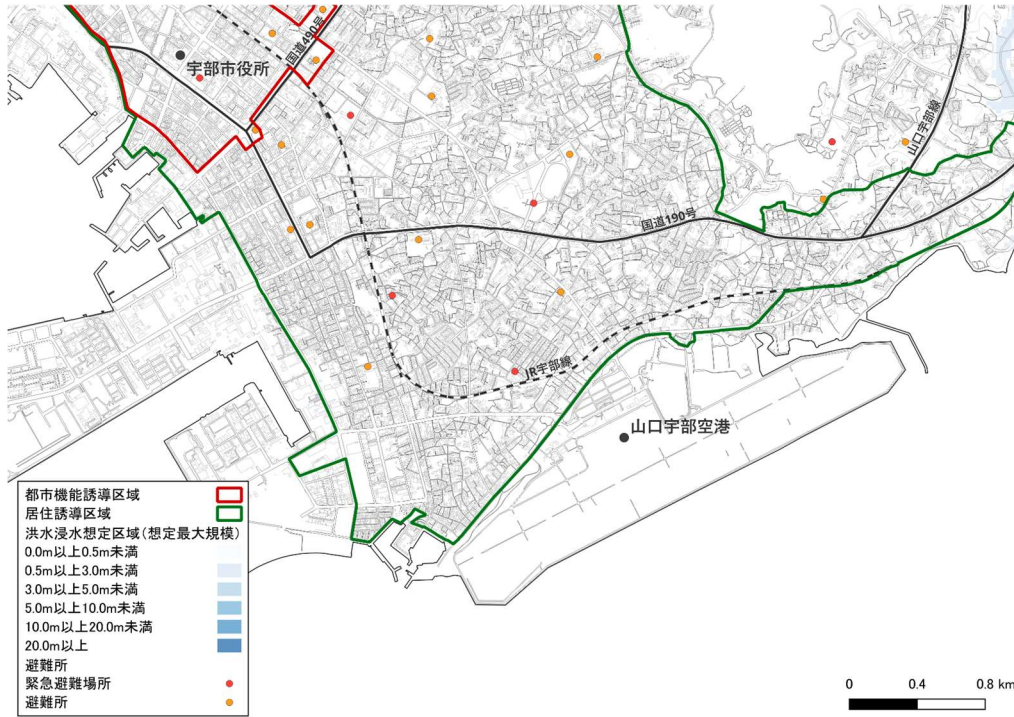 国道490号
宇部市役所
山口宇部線
国道190号
JR宇部線
山口宇部空港
都市機能誘導区域
居住誘導区域
洪水浸水想定区域(想定最大規模)
0.0m以上0.5m未満
0.5m以上3.0m未満
3.0m以上5.0m未満
5.0m以上10.0m未満
10.0m以上20.0m未満
20.0m以上
避難所
緊急避難場所
避難所
0 0.4 0.8 km